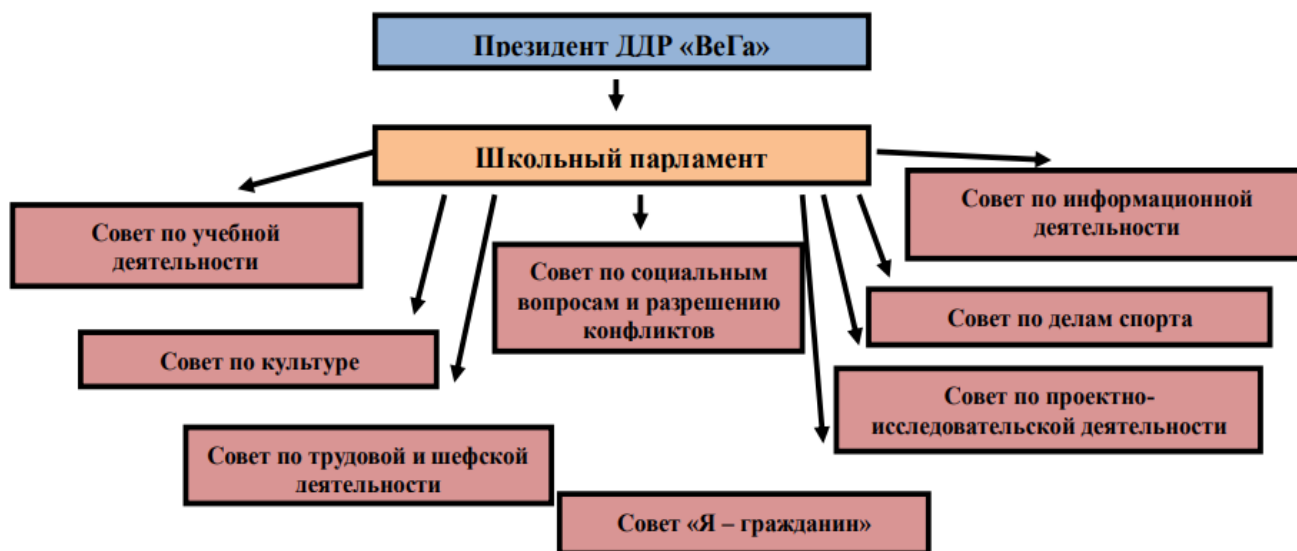 Президент ДДР «ВеГа»
Школьный парламент
Совет по учебной
деятельности
Совет по культуре
Совет по трудовой и шефской
деятельности
Совет по социальным
вопросам и разрешению
конфликтов
Совет «Я – гражданин»
Совет по информационной
деятельности
Совет по делам спорта
Совет по проектно-
исследовательской деятельности